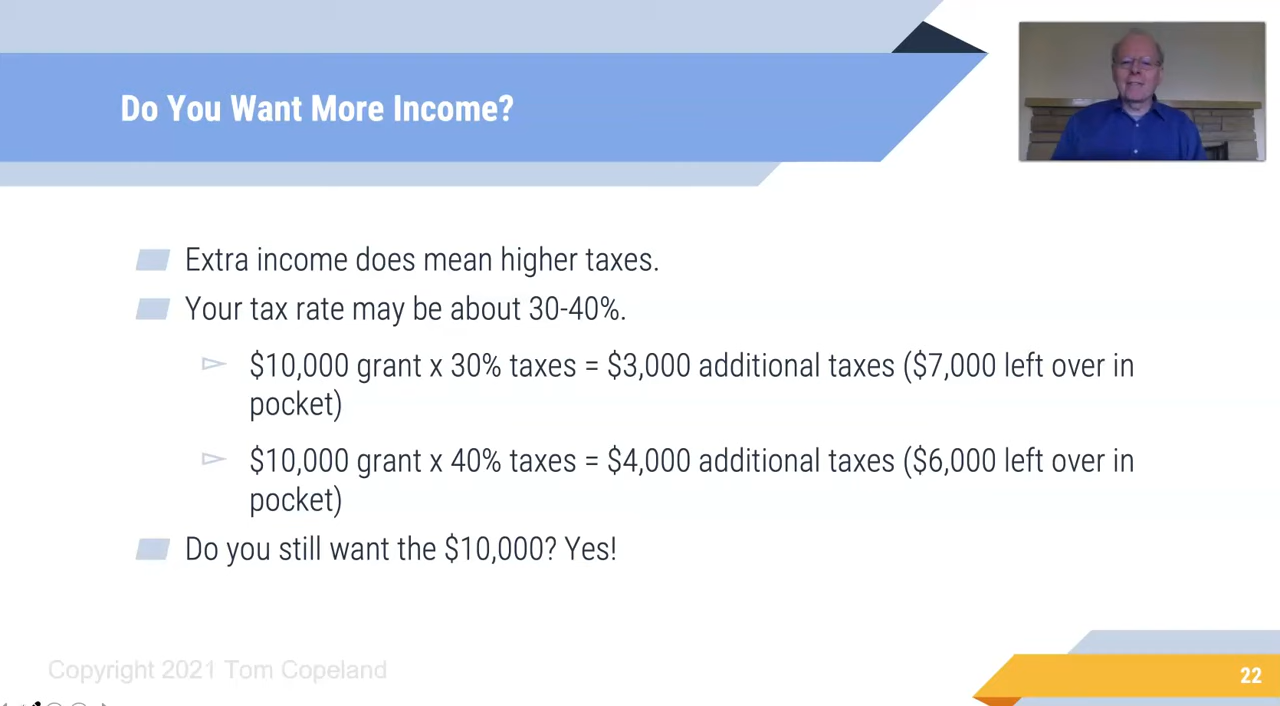 Do You Want More Income?
Extra income does mean higher taxes.
Your tax rate may be about 30-40%.
$10,000 grant x 30% taxes = $3,000 additional taxes ($7,000 left over in
pocket)
$10,000 grant x 40% taxes = $4,000 additional taxes ($6,000 left over in
pocket)
Do you still want the $10,000? Yes!
Copyright 2021 Tom Copeland
22